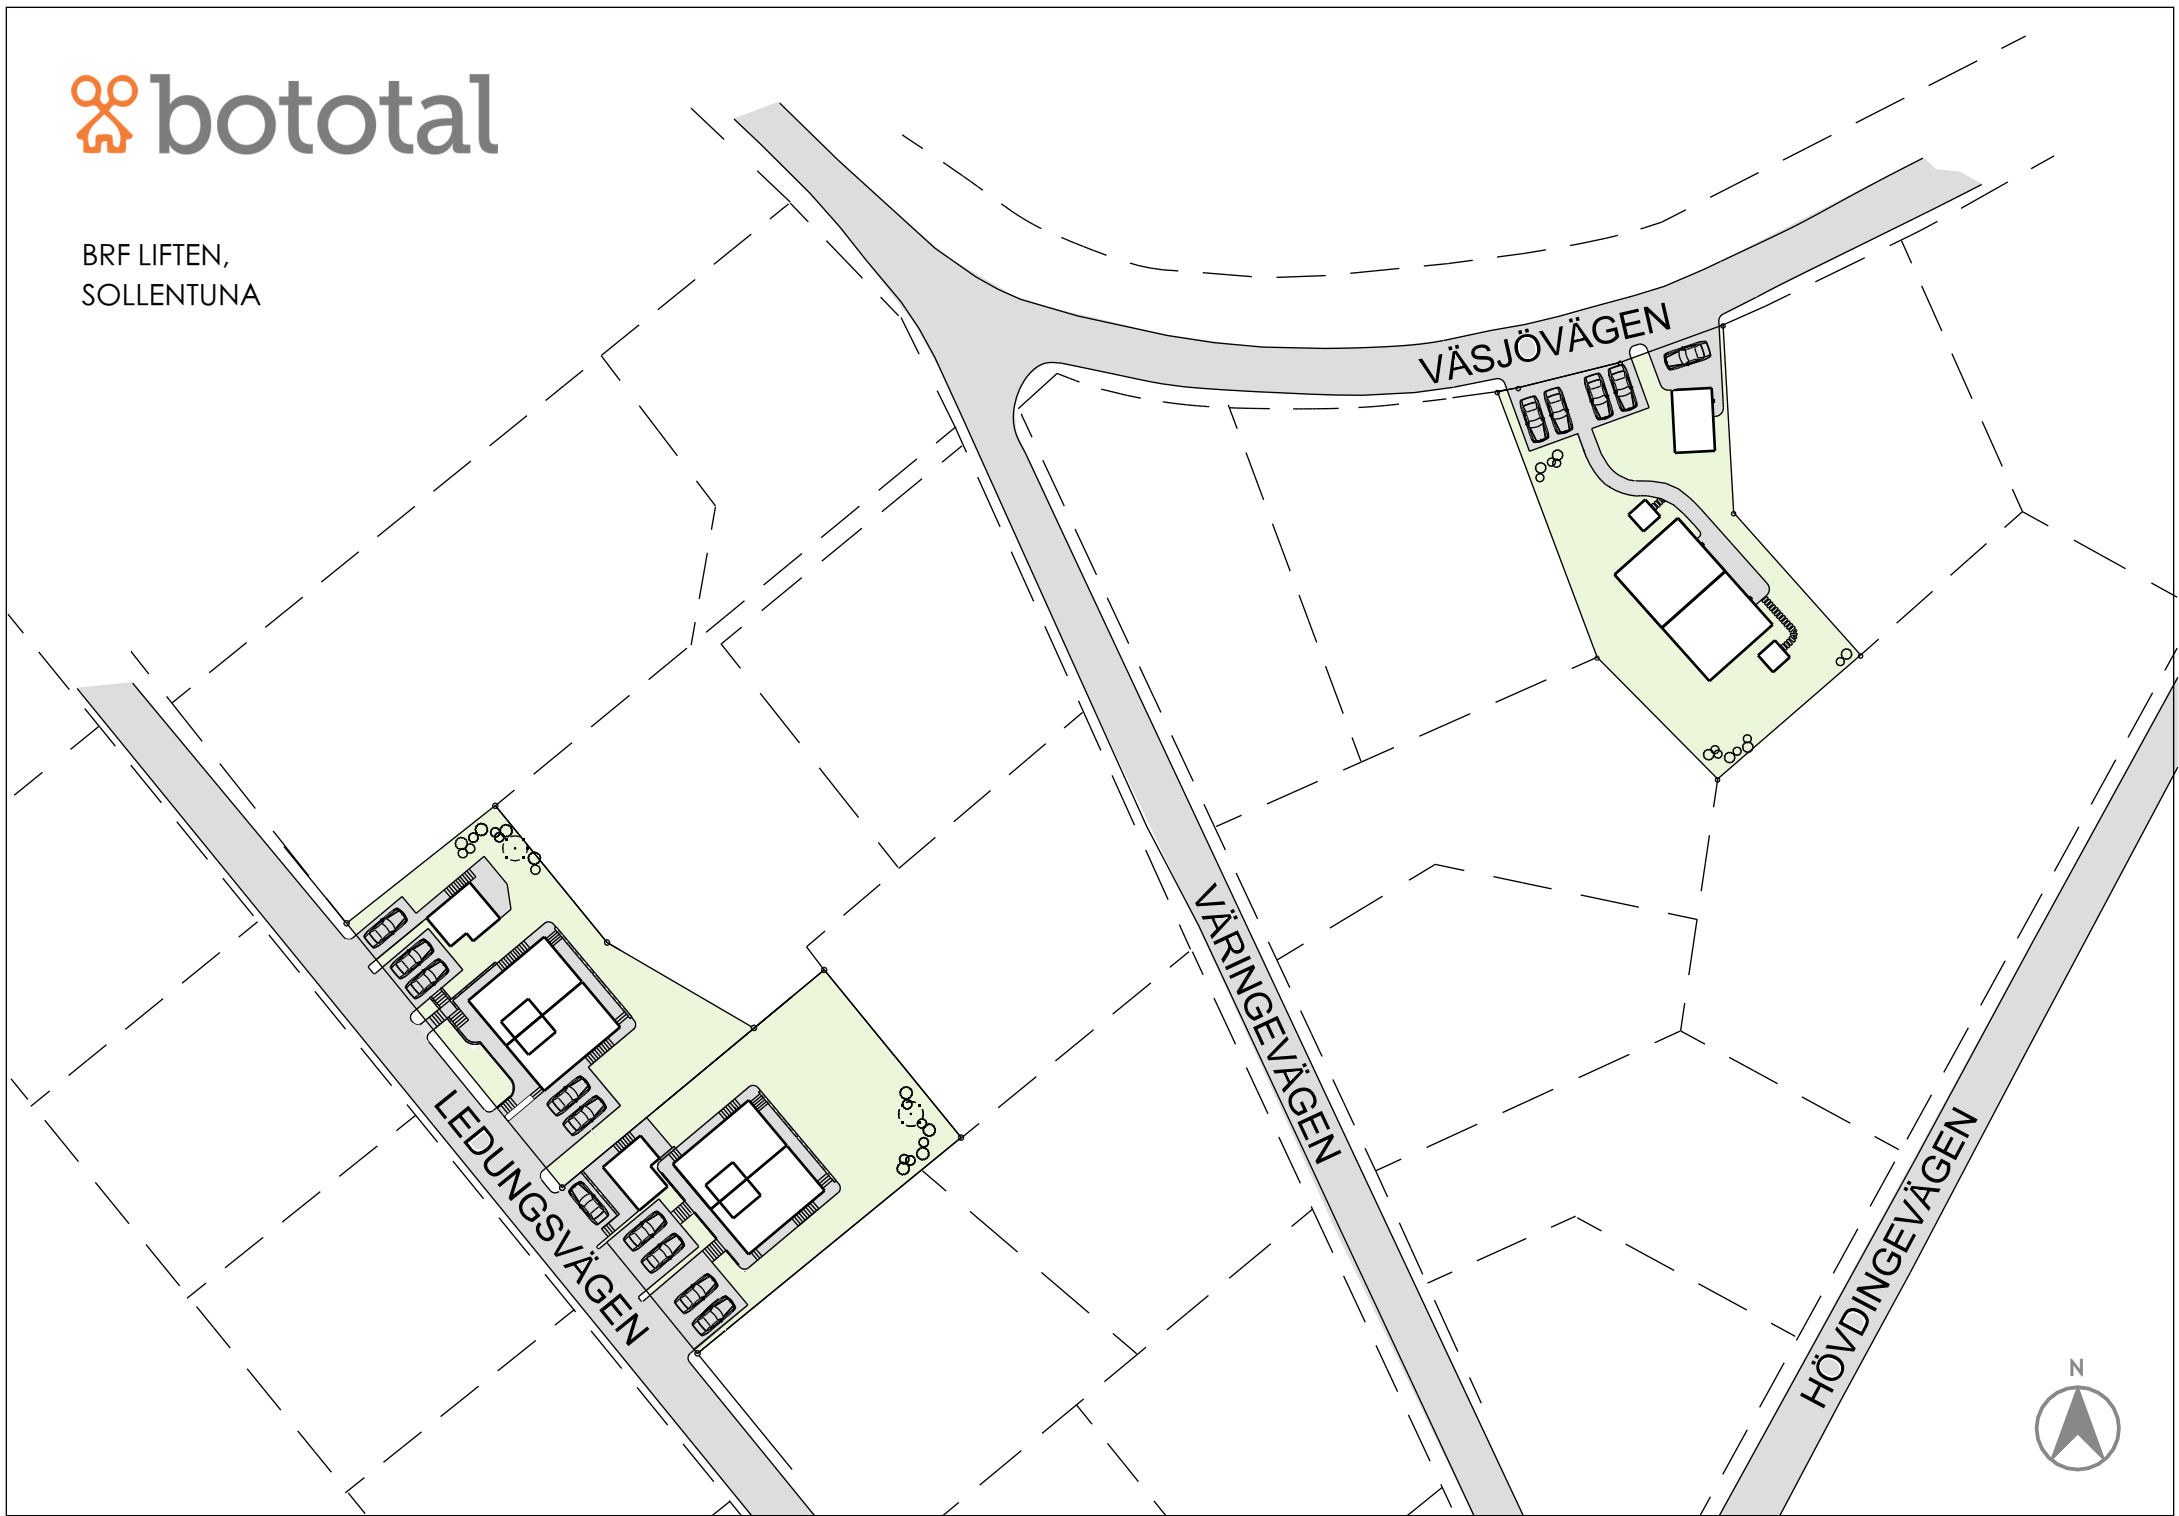 bototal
BRF LIFTEN,
SOLLENTUNA
VÄSJÖVÄGEN
VÄRINGEVÄGEN
LEDUNGSVÄGEN
HÖVDINGEVÄGEN
N